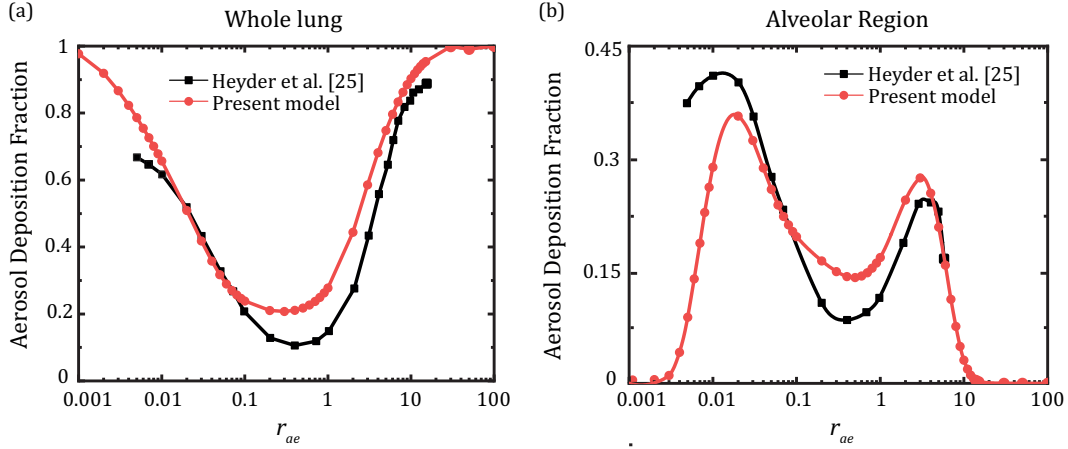 (a)
Whole lung
Aerosol Deposition Fraction
1
0.8
0.6
0.4
0.2
0
Heyder et al. [25]
Present model
0.001
0.01
0.1
1
10
100
r_ae
(b)
Alveolar Region
Aerosol Deposition Fraction
0.45
0.3
0.15
0
Heyder et al. [25]
Present model
0.001
0.01
0.1
1
10
100
r_ae